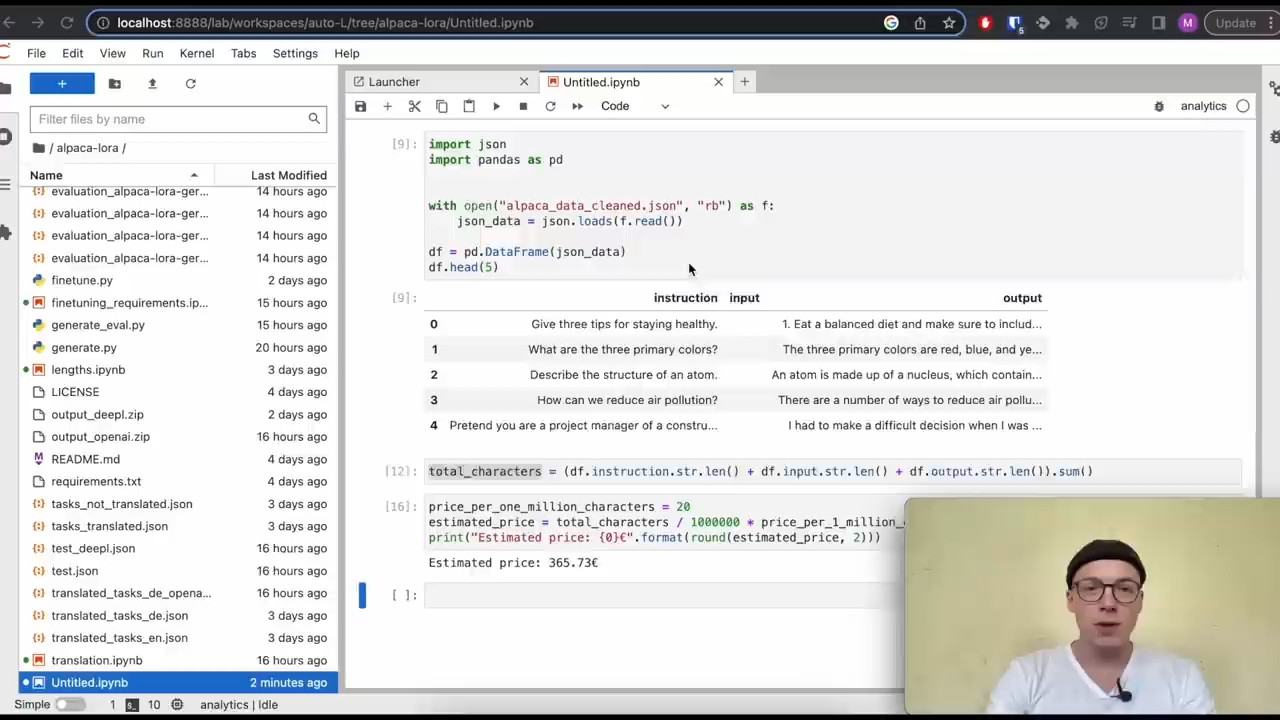 localhost:8888/lab/workspaces/auto-L/tree/alpaca-lora/Untitled.ipynb
5
M
Update
File Edit View Run Kernel Tabs Settings Help
+
Filter files by name
/ alpaca-lora /
Name Last Modified
evaluation_alpaca-lora-ger... 14 hours ago
evaluation_alpaca-lora-ger... 14 hours ago
evaluation_alpaca-lora-ger... 14 hours ago
evaluation_alpaca-lora-ger... 14 hours ago
finetune.py 2 days ago
finetuning_requirements.ip... 15 hours ago
generate_eval.py 15 hours ago
generate.py 20 hours ago
lengths.ipynb 3 days ago
LICENSE 4 days ago
output_deepl.zip 2 days ago
output_openai.zip 16 hours ago
README.md 4 days ago
requirements.txt 4 days ago
tasks_not_translated.json 3 days ago
tasks_translated.json 3 days ago
test_deepl.json 16 hours ago
test.json 16 hours ago
translated_tasks_de_opena... 16 hours ago
translated_tasks_de.json 3 days ago
translated_tasks_en.json 3 days ago
translation.ipynb 16 hours ago
Untitled.ipynb 2 minutes ago
Simple 1 10 analytics | Idle
Launcher
Untitled.ipynb
Code
analytics
[9]:
import json
import pandas as pd
with open("alpaca_data_cleaned.json", "rb") as f:
json_data = json.loads(f.read())
df = pd.DataFrame(json_data)
df.head(5)
[9]:
instruction input output
0 Give three tips for staying healthy. 1. Eat a balanced diet and make sure to includ...
1 What are the three primary colors? The three primary colors are red, blue, and ye...
2 Describe the structure of an atom. An atom is made up of a nucleus, which contain...
3 How can we reduce air pollution? There are a number of ways to reduce air pollu...
4 Pretend you are a project manager of a constru... I had to make a difficult decision when I was ...
[12]: total_characters = (df.instruction.str.len() + df.input.str.len() + df.output.str.len()).sum()
[16]: price_per_one_million_characters = 20
estimated_price = total_characters / 1000000 * price_per_1_million_
print("Estimated price: {0}€".format(round(estimated_price, 2)))
Estimated price: 365.73€
[ ]: